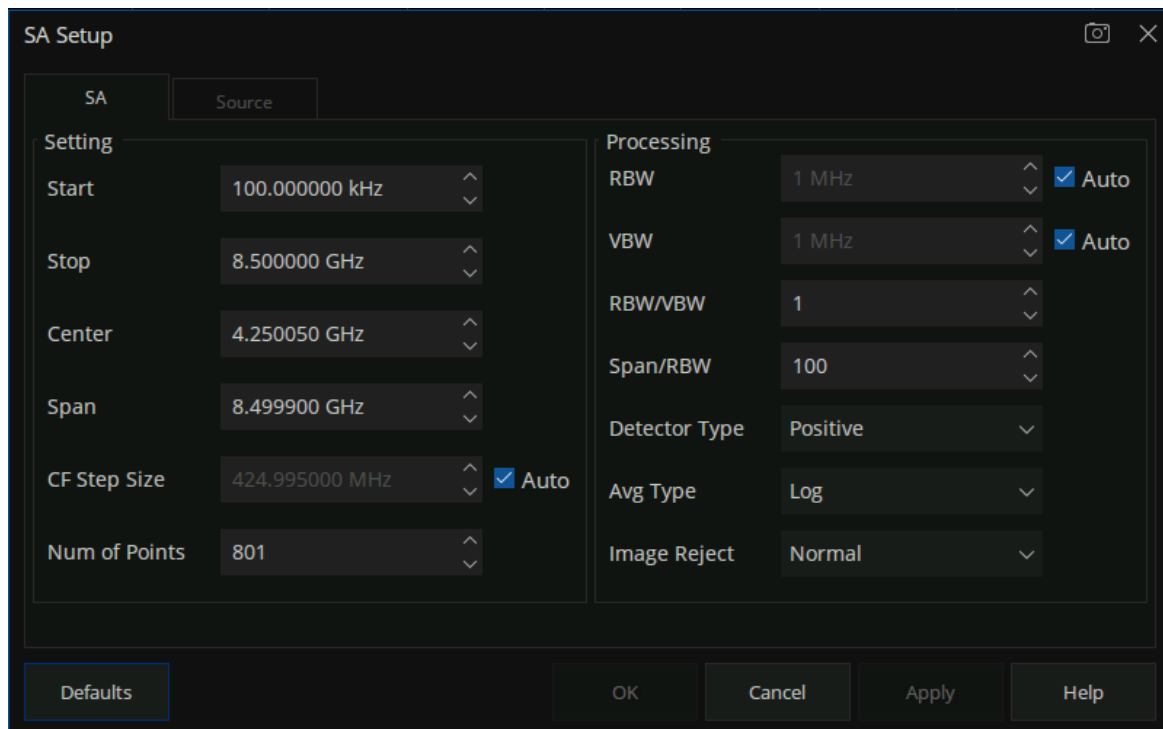 SA Setup
SA
Source
Setting
Start
100.000000 kHz
Stop
8.500000 GHz
Center
4.250050 GHz
Span
8.499900 GHz
CF Step Size
424.995000 MHz
Auto
Num of Points
801
Processing
RBW
1 MHz
Auto
VBW
1 MHz
Auto
RBW/VBW
1
Span/RBW
100
Detector Type
Positive
Avg Type
Log
Image Reject
Normal
Defaults
OK
Cancel
Apply
Help